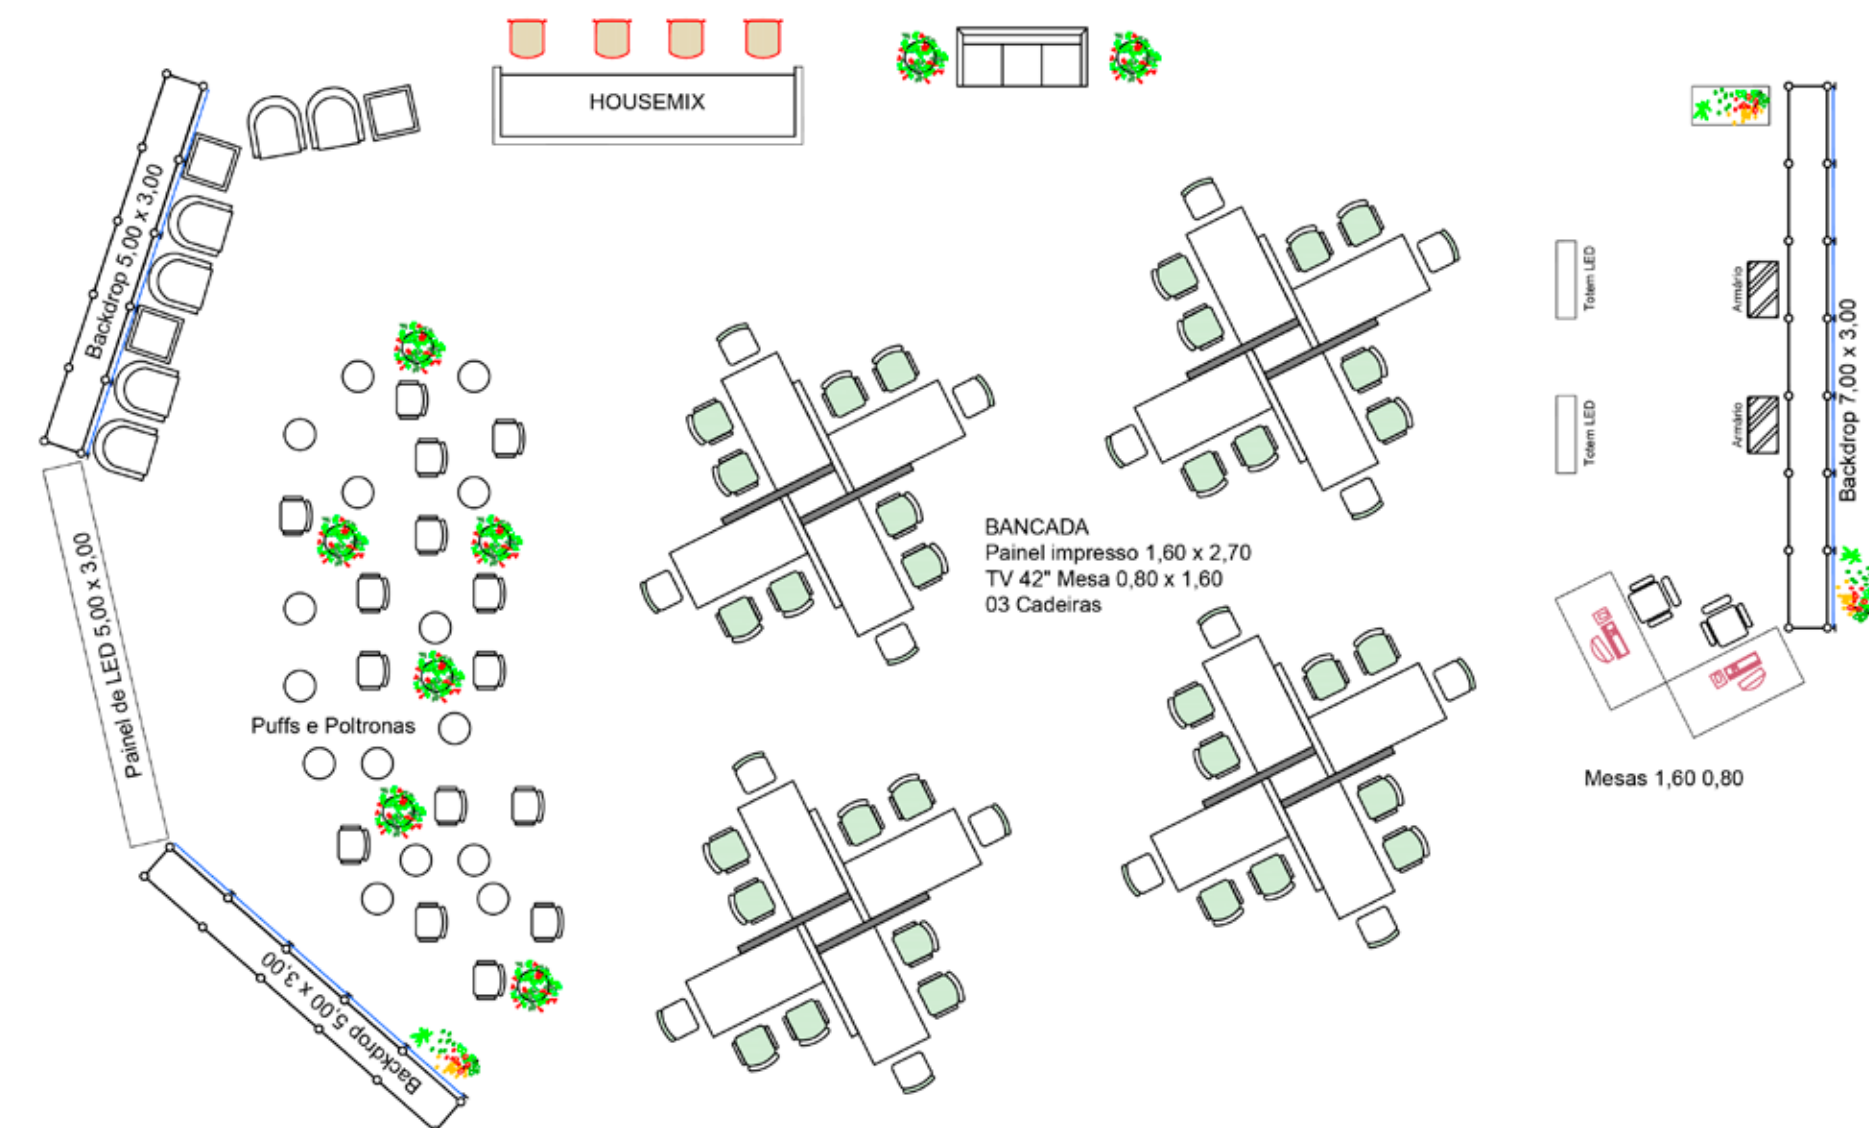 HOUSEMIX
Backdrop 5,00 x 3,00
Totem LED
Armário
Backdrop 7,00 x 3,00
Totem LED
Armário
BANCADA
Painel impresso 1,60 x 2,70
TV 42" Mesa 0,80 x 1,60
03 Cadeiras
Painel de LED 5,00 x 3,00
Puffs e Poltronas
Mesas 1,60 0,80
Backdrop 5,00 x 3,00